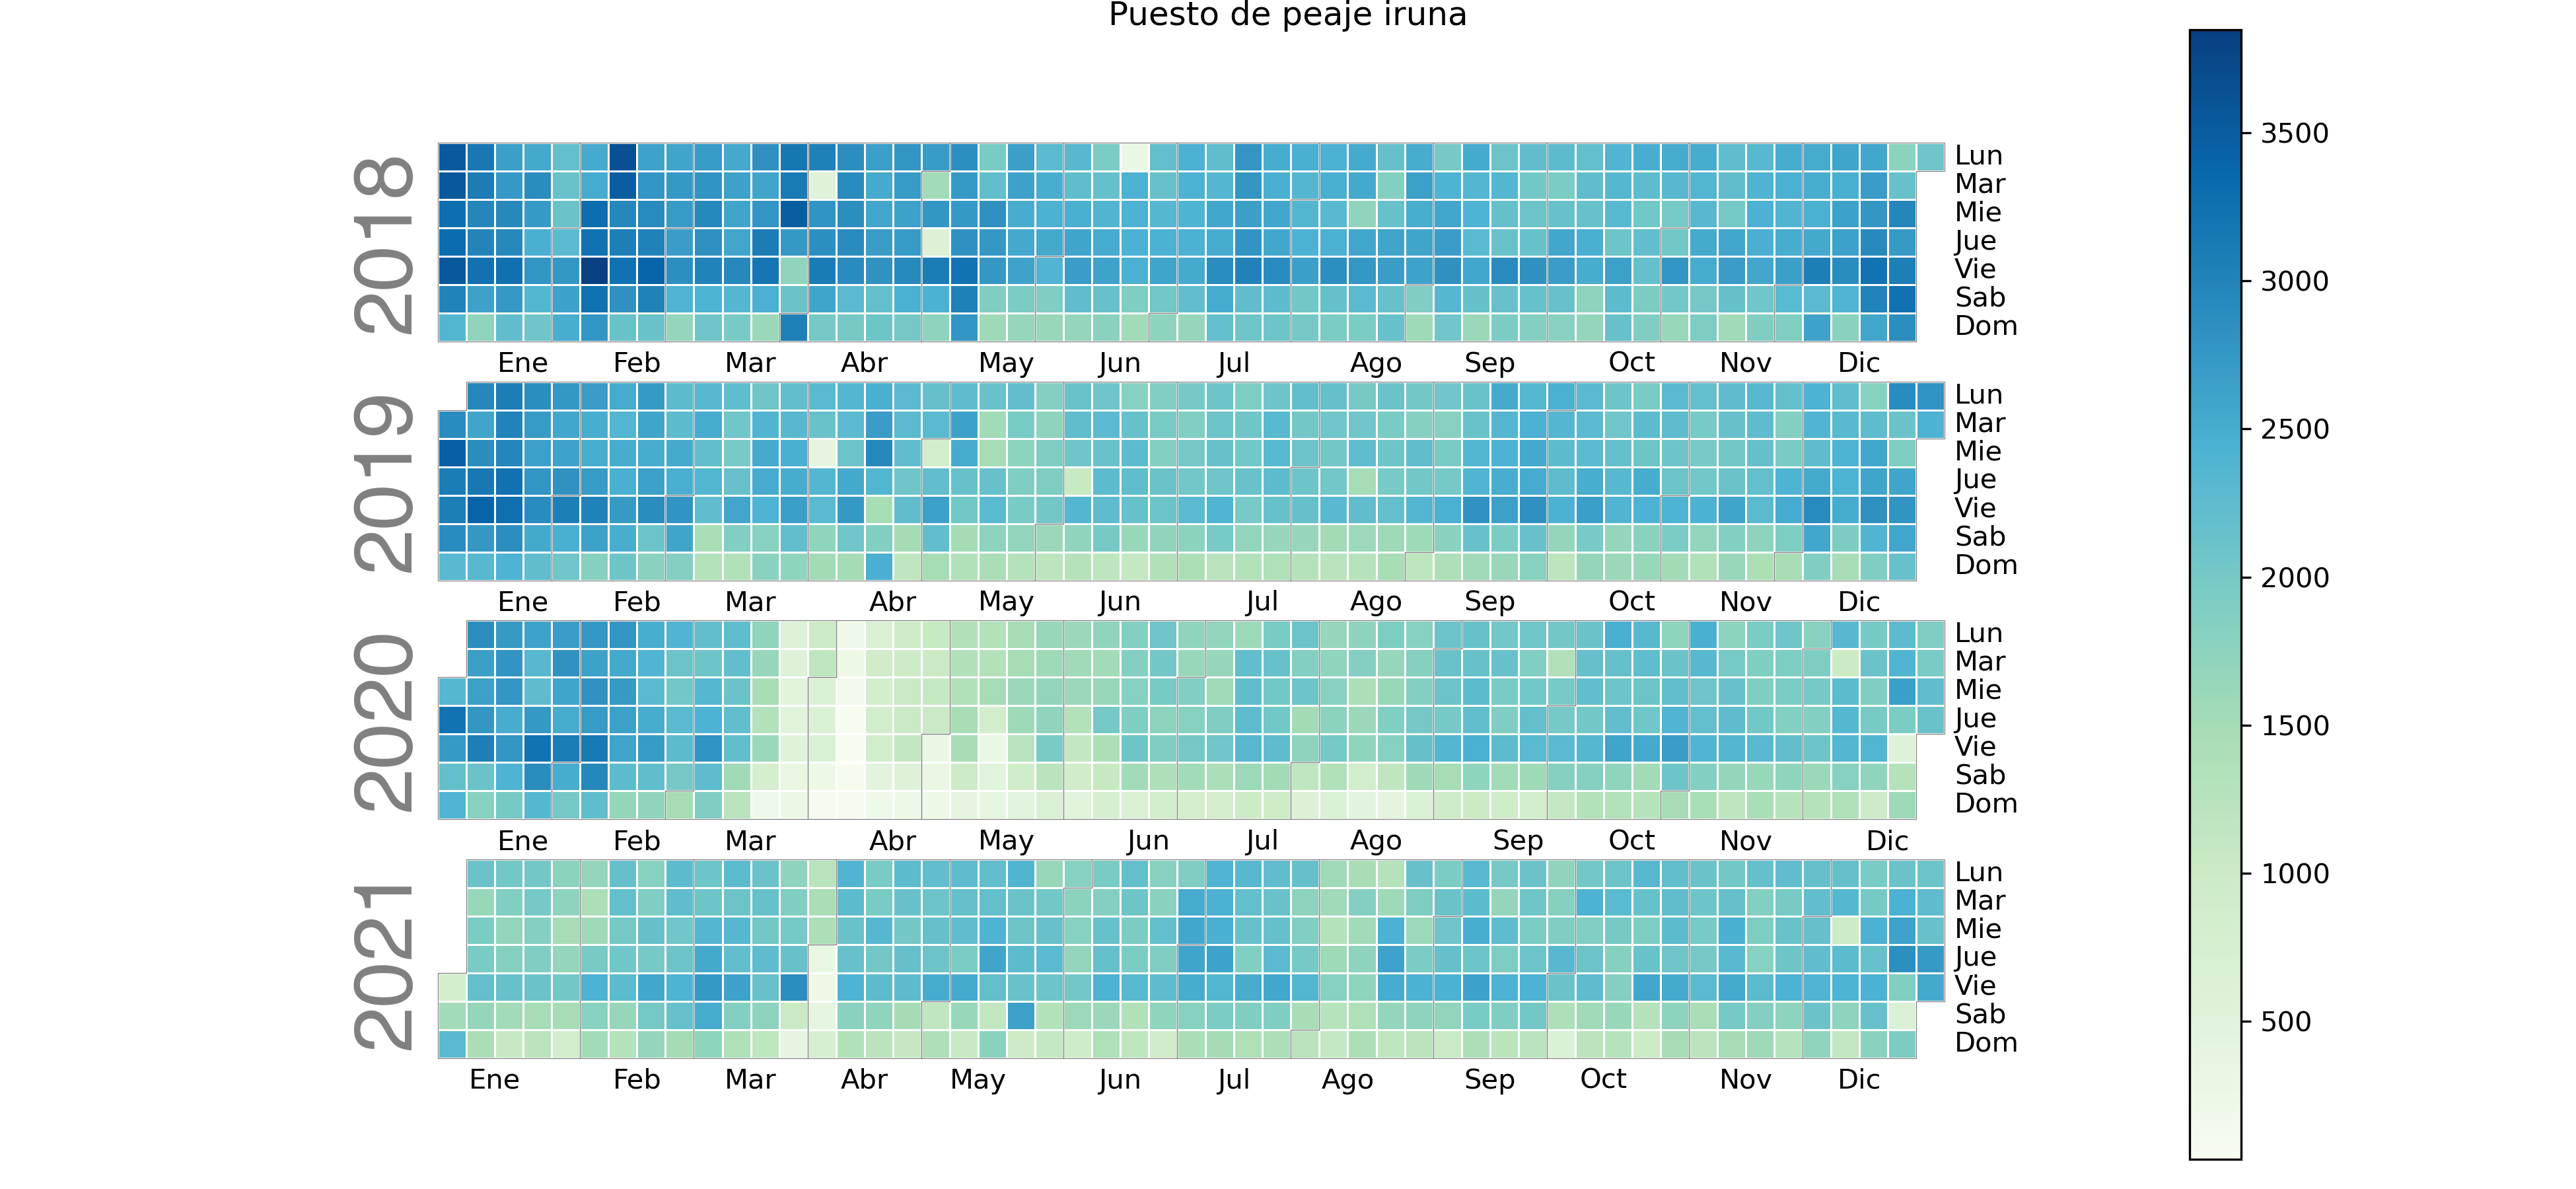 Puesto de peaje iruna
2018
Lun
Mar
Mie
Jue
Vie
Sab
Dom
Ene Feb Mar Abr May Jun Jul Ago Sep Oct Nov Dic
2019
Lun
Mar
Mie
Jue
Vie
Sab
Dom
Ene Feb Mar Abr May Jun Jul Ago Sep Oct Nov Dic
2020
Lun
Mar
Mie
Jue
Vie
Sab
Dom
Ene Feb Mar Abr May Jun Jul Ago Sep Oct Nov Dic
2021
Lun
Mar
Mie
Jue
Vie
Sab
Dom
Ene Feb Mar Abr May Jun Jul Ago Sep Oct Nov Dic
3500
3000
2500
2000
1500
1000
500